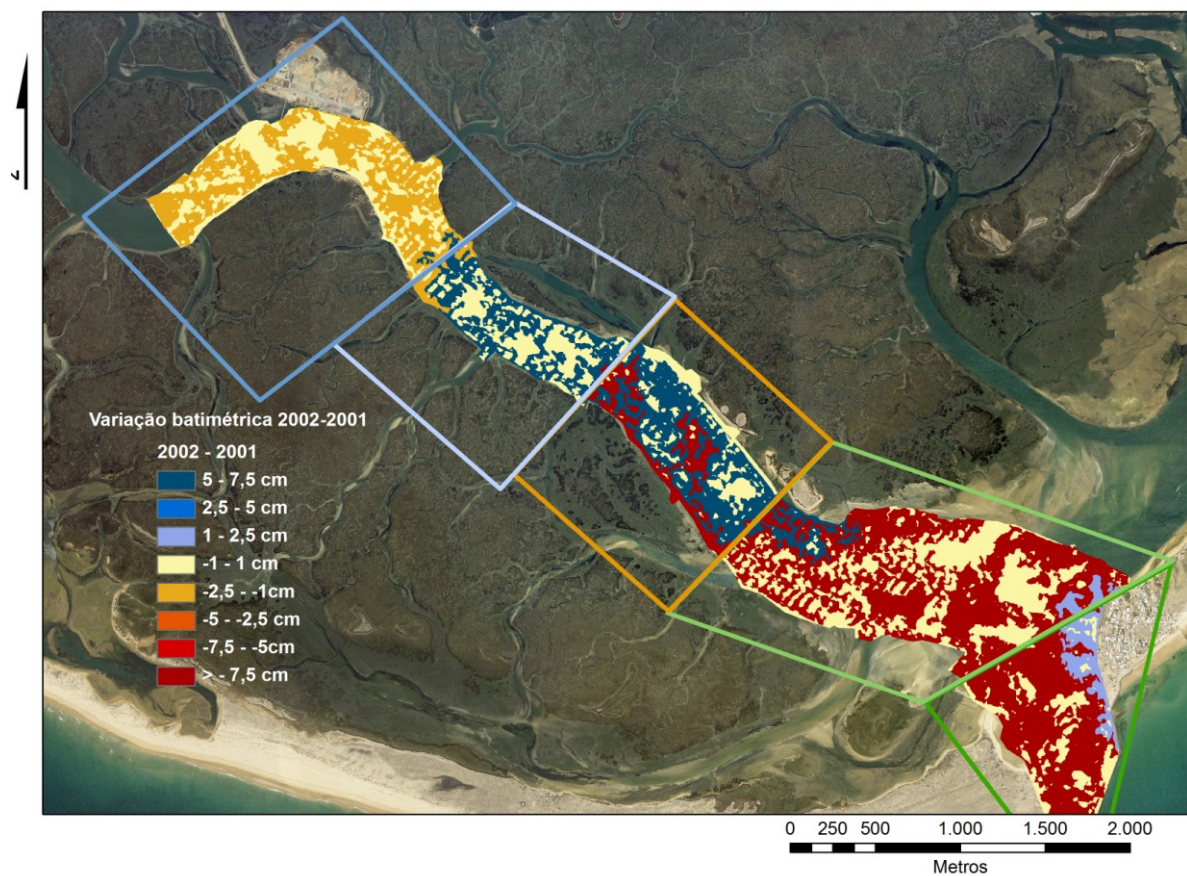 Variação batimétrica 2002-2001
2002 - 2001
5 - 7,5 cm
2,5 - 5 cm
1 - 2,5 cm
-1 - 1 cm
-2,5 - -1cm
-5 - -2,5 cm
-7,5 - -5cm
> - 7,5 cm
0 250 500 1.000 1.500 2.000
Metros